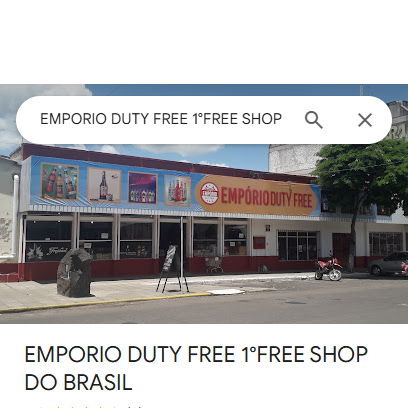 EMPORIO DUTY FREE 1°FREE SHOP
EMPÓRIO DUTY FREE
EMPORIO DUTY FREE 1°FREE SHOP
DO BRASIL